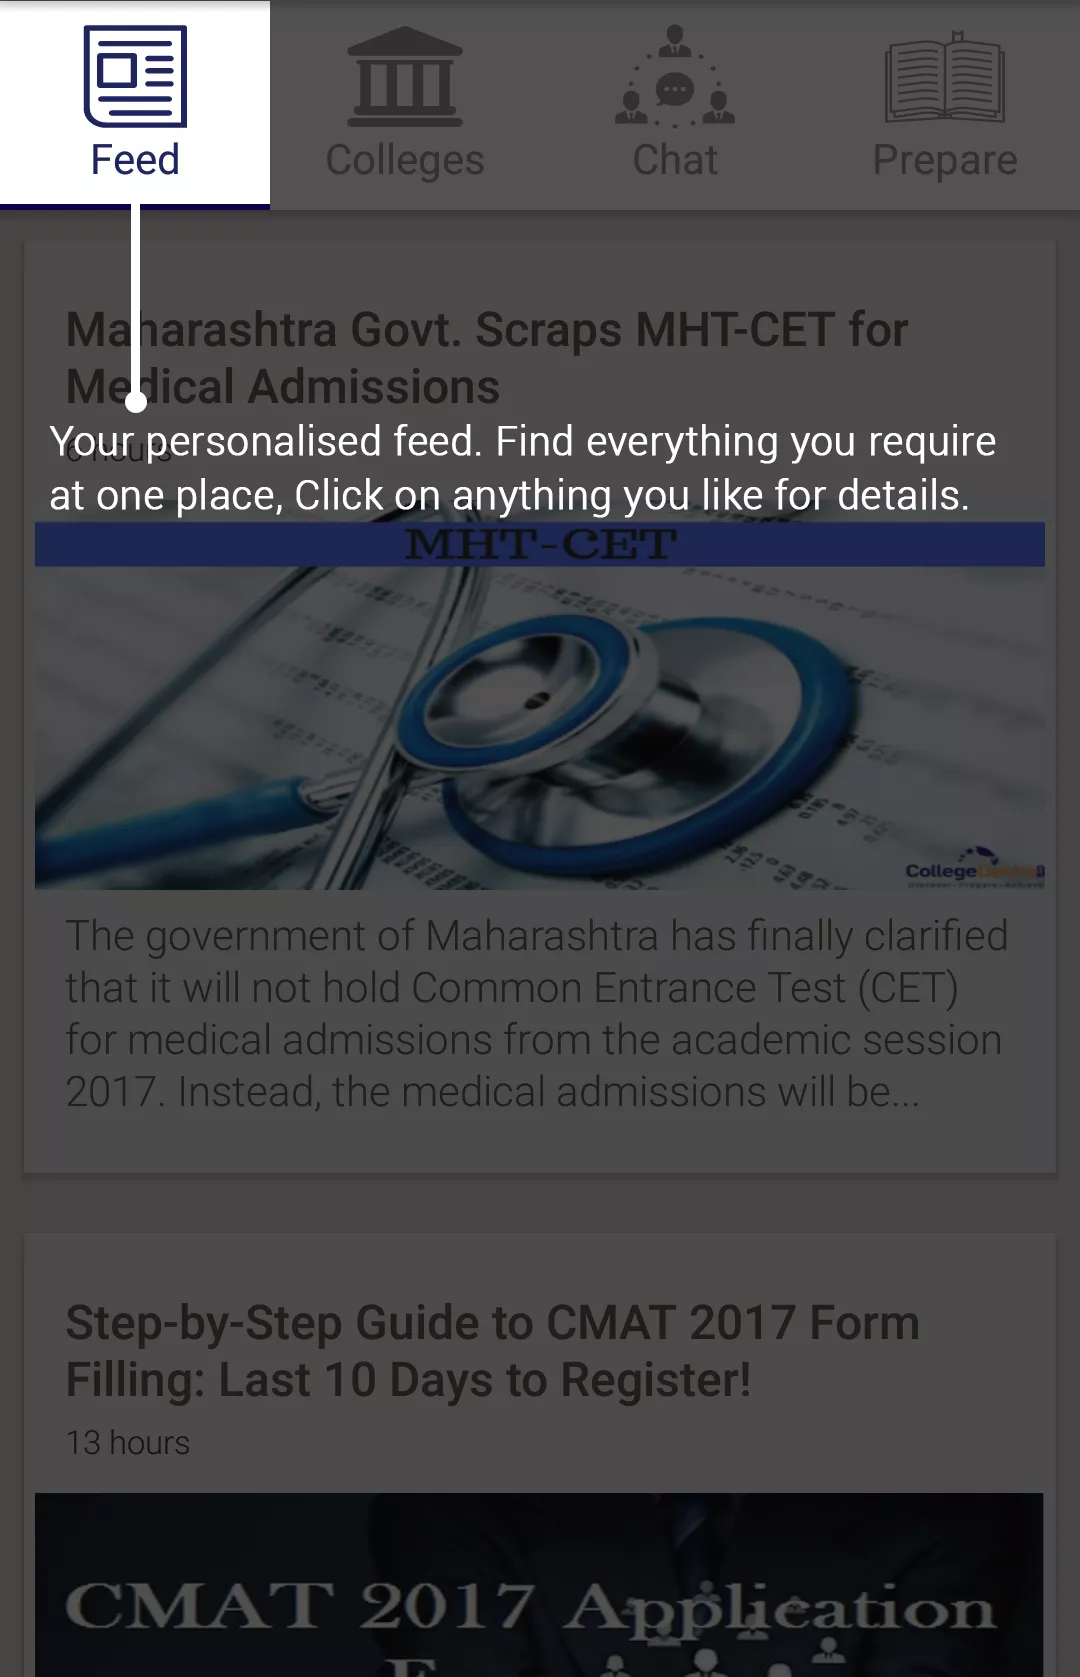 Feed
Colleges
Chat
Prepare
Maharashtra Govt. Scraps MHT-CET for
Medical Admissions
6 hours
Your personalised feed. Find everything you require
at one place, Click on anything you like for details.
MHT-CET
CollegeDekho
The government of Maharashtra has finally clarified
that it will not hold Common Entrance Test (CET)
for medical admissions from the academic session
2017. Instead, the medical admissions will be...
Step-by-Step Guide to CMAT 2017 Form
Filling: Last 10 Days to Register!
13 hours
CMAT 2017 Application